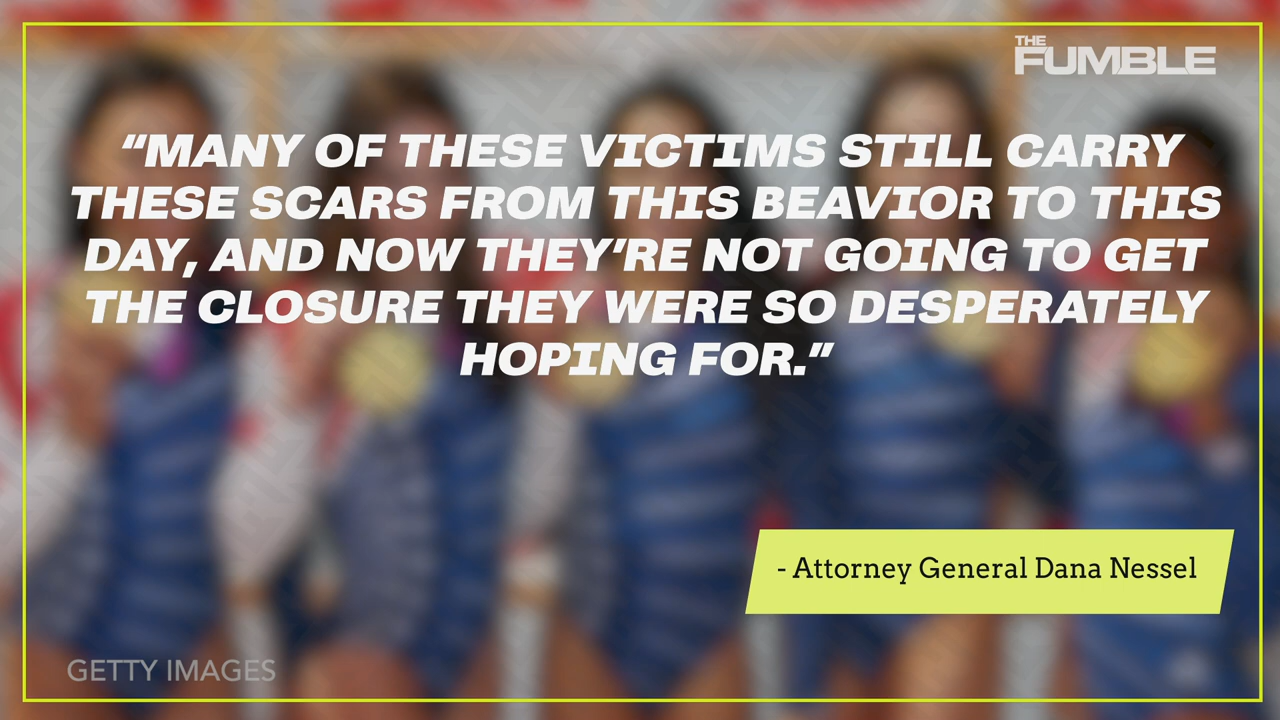 THE
FUMBLE
“MANY OF THESE VICTIMS STILL CARRY
THESE SCARS FROM THIS BEAVIOR TO THIS
DAY, AND NOW THEY’RE NOT GOING TO GET
THE CLOSURE THEY WERE SO DESPERATELY
HOPING FOR.”
- Attorney General Dana Nessel
GETTY IMAGES